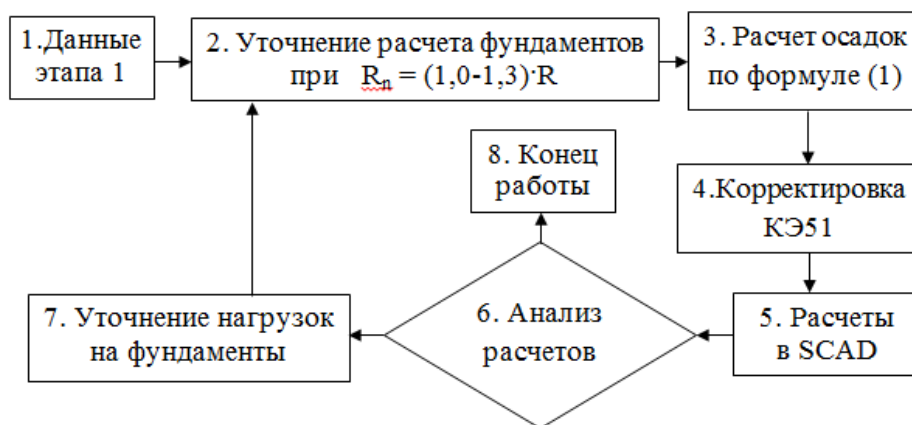 1.Данные
этапа 1
2. Уточнение расчета фундаментов
при Rn = (1,0-1,3)·R
3. Расчет осадок
по формуле (1)
4.Корректировка
КЭ51
5. Расчеты
в SCAD
6. Анализ
расчетов
7. Уточнение нагрузок
на фундаменты
8. Конец
работы